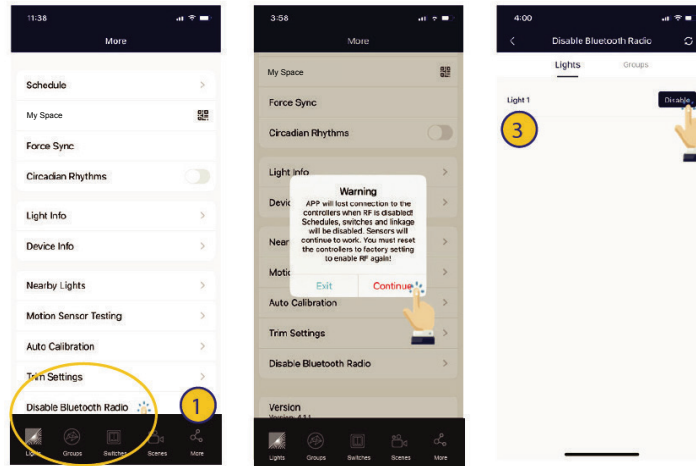 11:38
More
Schedule
My Space
Force Sync
Circadian Rhythms
Light Info
Device Info
Nearby Lights
Motion Sensor Testing
Auto Calibration
Trim Settings
Disable Bluetooth Radio
1
Lights Groups Switches Scenes More
3:58
More
My Space
Force Sync
Circadian Rhythms
Light Info
Devic
Near
Motic
Warning
APP will lost connection to the
controllers when RF is disabled!
Schedules, switches and linkage
will be disabled. Sensors will
continue to work. You must reset
the controllers to factory setting
to enable RF again!
Exit Continue
Auto Calibration
Trim Settings
Disable Bluetooth Radio
Version
Lights Groups Switches Scenes More
4:00
Disable Bluetooth Radio
Lights Groups
Light 1 Disable
3